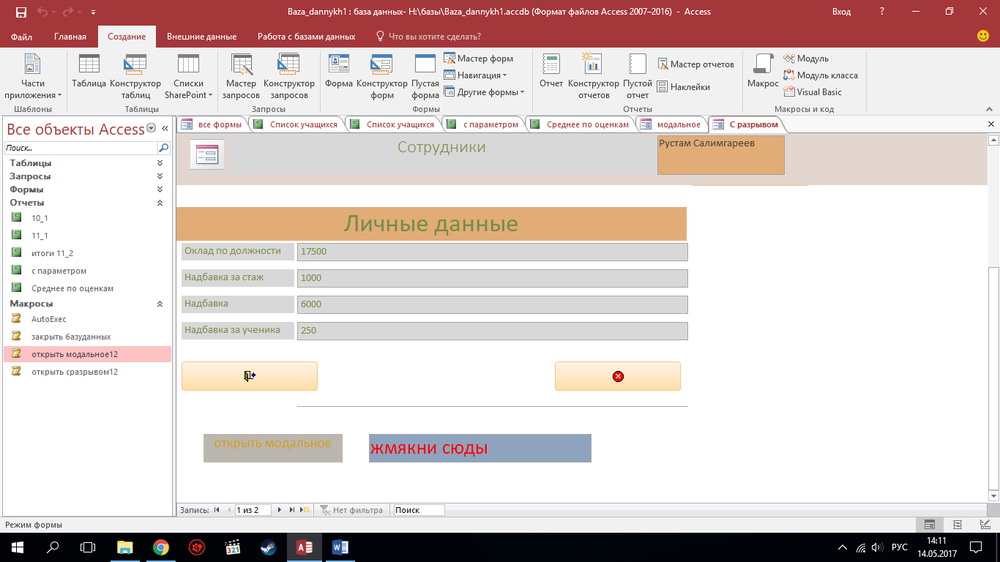 Baza_dannykh1 : база данных- H:\базы\Baza_dannykh1.accdb (Формат файлов Access 2007–2016) - Access
Вход
?
Файл
Главная
Создание
Внешние данные
Работа с базами данных
Что вы хотите сделать?
Части приложения
Таблица
Конструктор таблиц
Списки SharePoint
Мастер запросов
Конструктор запросов
Форма
Конструктор форм
Пустая форма
Мастер форм
Навигация
Другие формы
Отчет
Конструктор отчетов
Пустой отчет
Мастер отчетов
Наклейки
Макрос
Модуль
Модуль класса
Visual Basic
Шаблоны
Таблицы
Запросы
Формы
Отчеты
Макросы и код
Все объекты Access
Поиск...
Таблицы
Запросы
Формы
Отчеты
10_1
11_1
итоги 11_2
с параметром
Среднее по оценкам
Макросы
AutoExec
закрыть базуданных
открыть модальное12
открыть сразрывом12
все формы
Список учащихся
Список учащихся
с параметром
Среднее по оценкам
модальное
С разрывом
Сотрудники
Рустам Салимгареев
Личные данные
Оклад по должности
17500
Надбавка за стаж
1000
Надбавка
6000
Надбавка за ученика
250
открыть модальное
жмякни сюды
Запись:
1 из 2
Нет фильтра
Поиск
Режим формы
321
РУС
14:11
14.05.2017